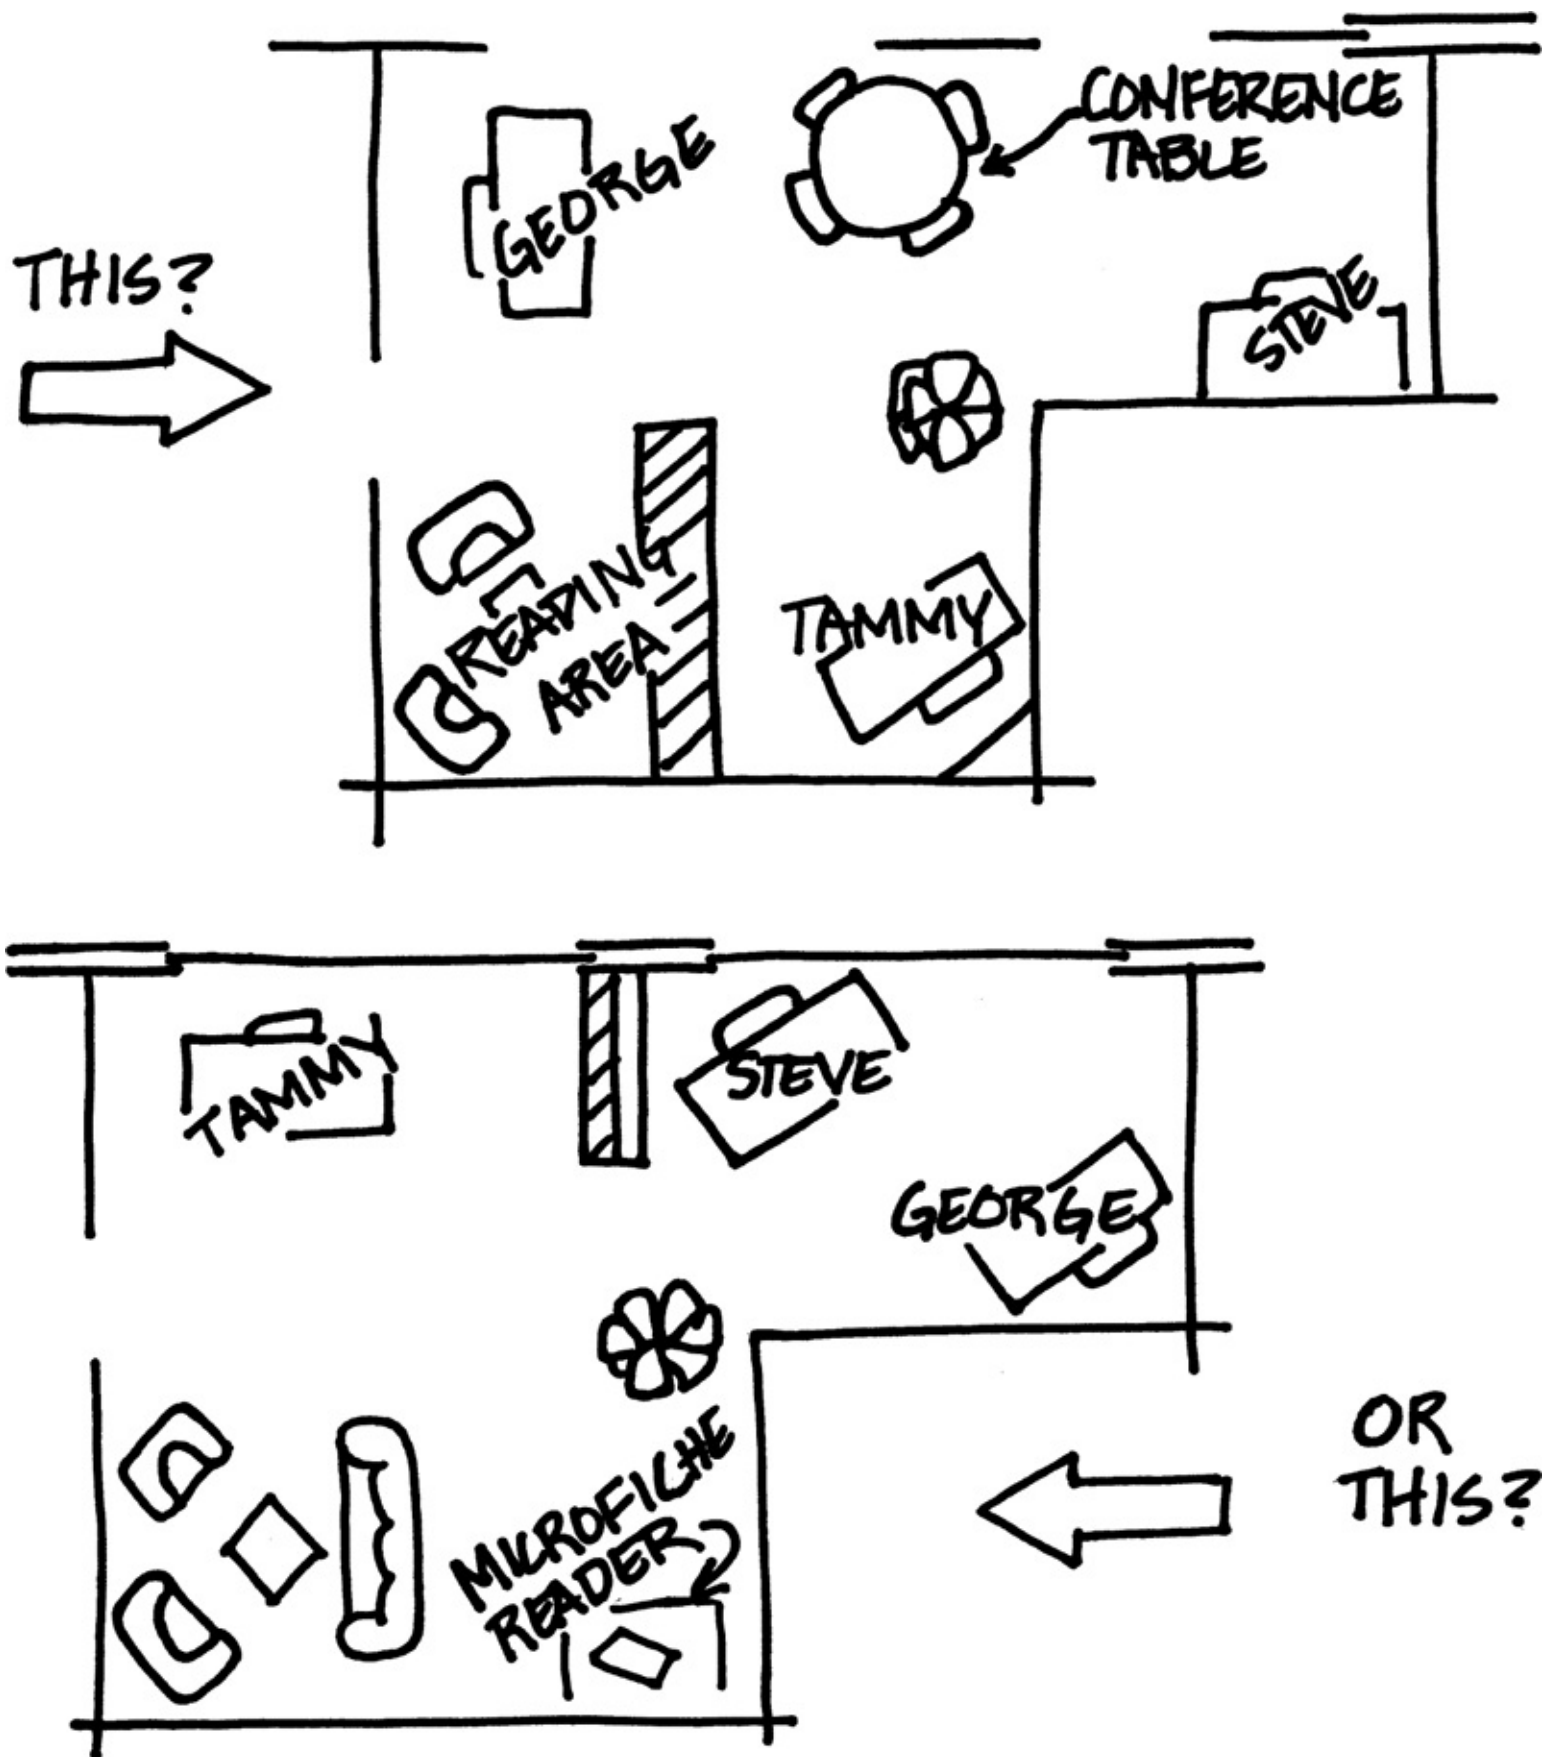 THIS?
GEORGE
CONFERENCE
TABLE
STEVE
READING
AREA
TAMMY
TAMMY
STEVE
GEORGE
MICROFICHE
READER
OR
THIS?